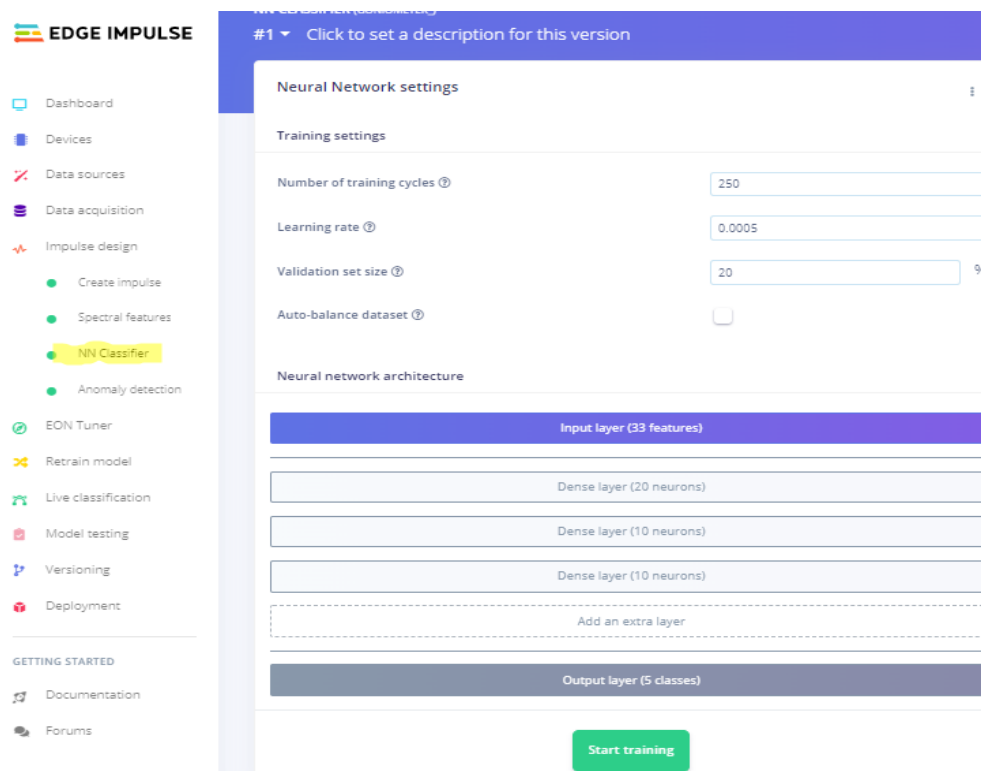 EDGE IMPULSE
Dashboard
Devices
Data sources
Data acquisition
Impulse design
Create impulse
Spectral features
NN Classifier
Anomaly detection
EON Tuner
Retrain model
Live classification
Model testing
Versioning
Deployment
GETTING STARTED
Documentation
Forums
#1 Click to set a description for this version
Neural Network settings
Training settings
Number of training cycles
250
Learning rate
0.0005
Validation set size
20 %
Auto-balance dataset
Neural network architecture
Input layer (33 features)
Dense layer (20 neurons)
Dense layer (10 neurons)
Dense layer (10 neurons)
Add an extra layer
Output layer (5 classes)
Start training